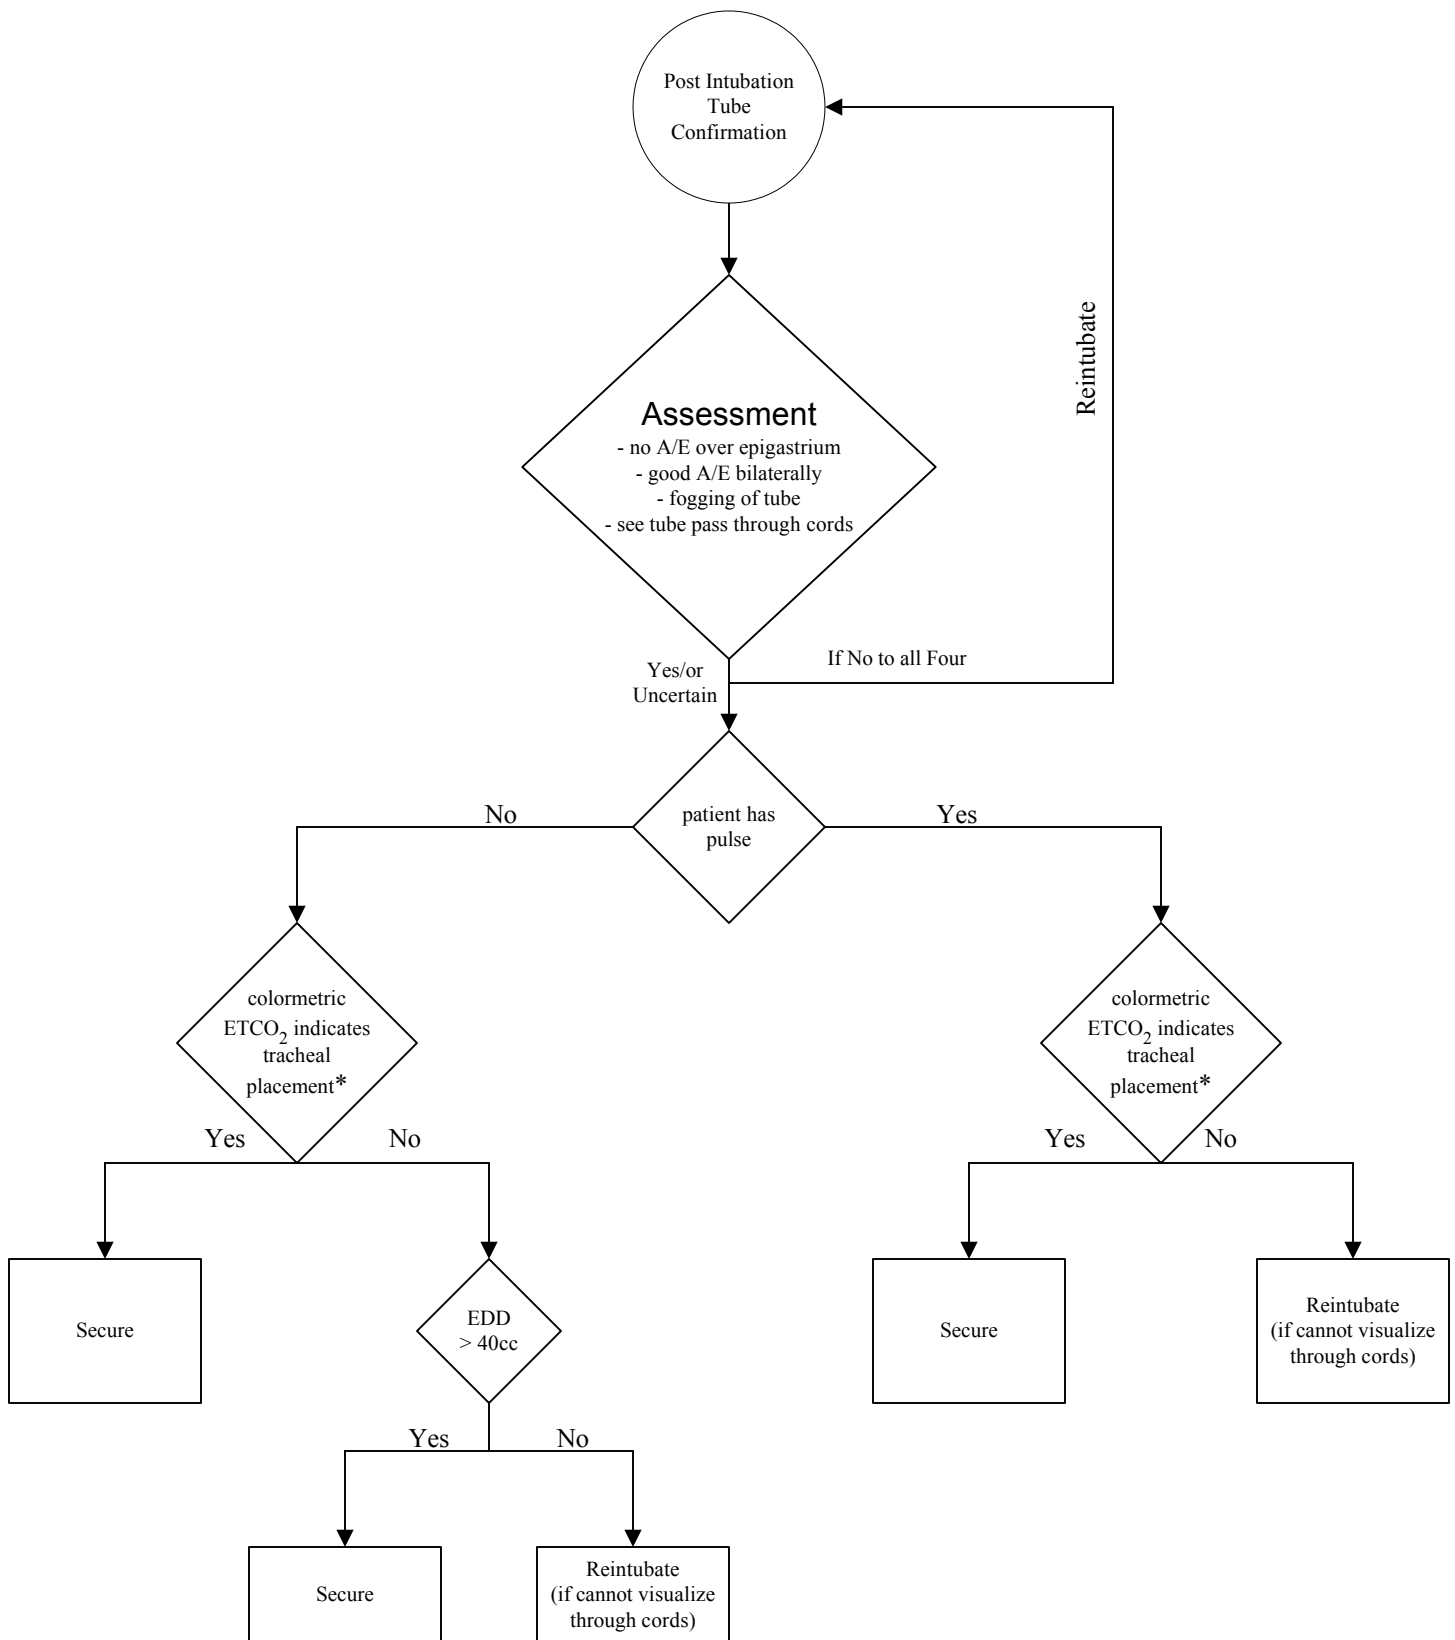 Post Intubation
Tube
Confirmation
Reintubate
Assessment
- no A/E over epigastrium
- good A/E bilaterally
- fogging of tube
- see tube pass through cords
Yes/or
Uncertain
If No to all Four
patient has
pulse
No
Yes
colormetric
ETCO₂ indicates
tracheal
placement*
Yes
No
colormetric
ETCO₂ indicates
tracheal
placement*
Yes
No
Secure
EDD
> 40cc
Secure
Reintubate
(if cannot visualize
through cords)
Yes
No
Secure
Reintubate
(if cannot visualize
through cords)